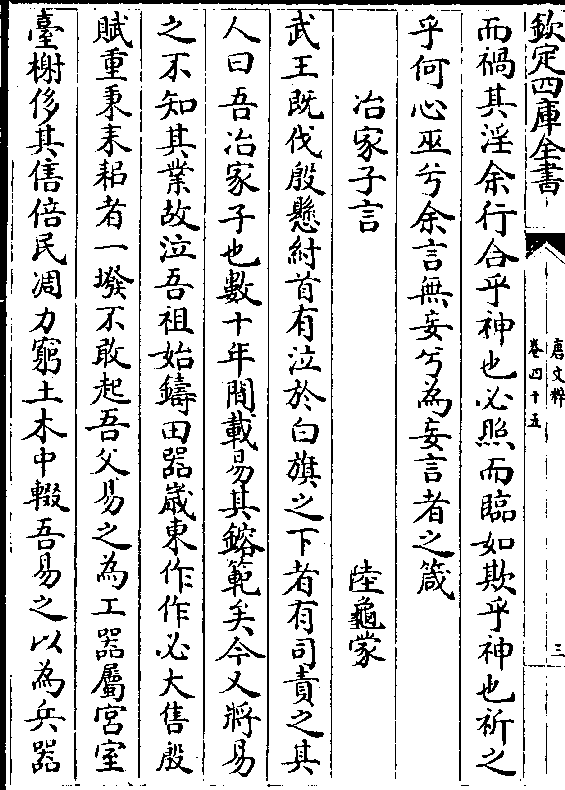 欽定四庫全書
唐文粹
卷四十五
三
而禍其淫余行合乎神也必照而臨如欺乎神也祈之
乎何心巫兮余言無妄兮為妄言者之箴
冶家子言　陸龜蒙
武王既伐殷懸紂首有泣於白旗之下者有司責之其
人曰吾冶家子也數十年間載易其鎔範矣今又將易
之不知其業故泣吾祖始鑄田器歲東作作必大售殷
賦重秉耒耜者一墢不敢起吾父易之為工器屬宮室
臺榭侈其售倍民凋力窮土木中輟吾易之以為兵器